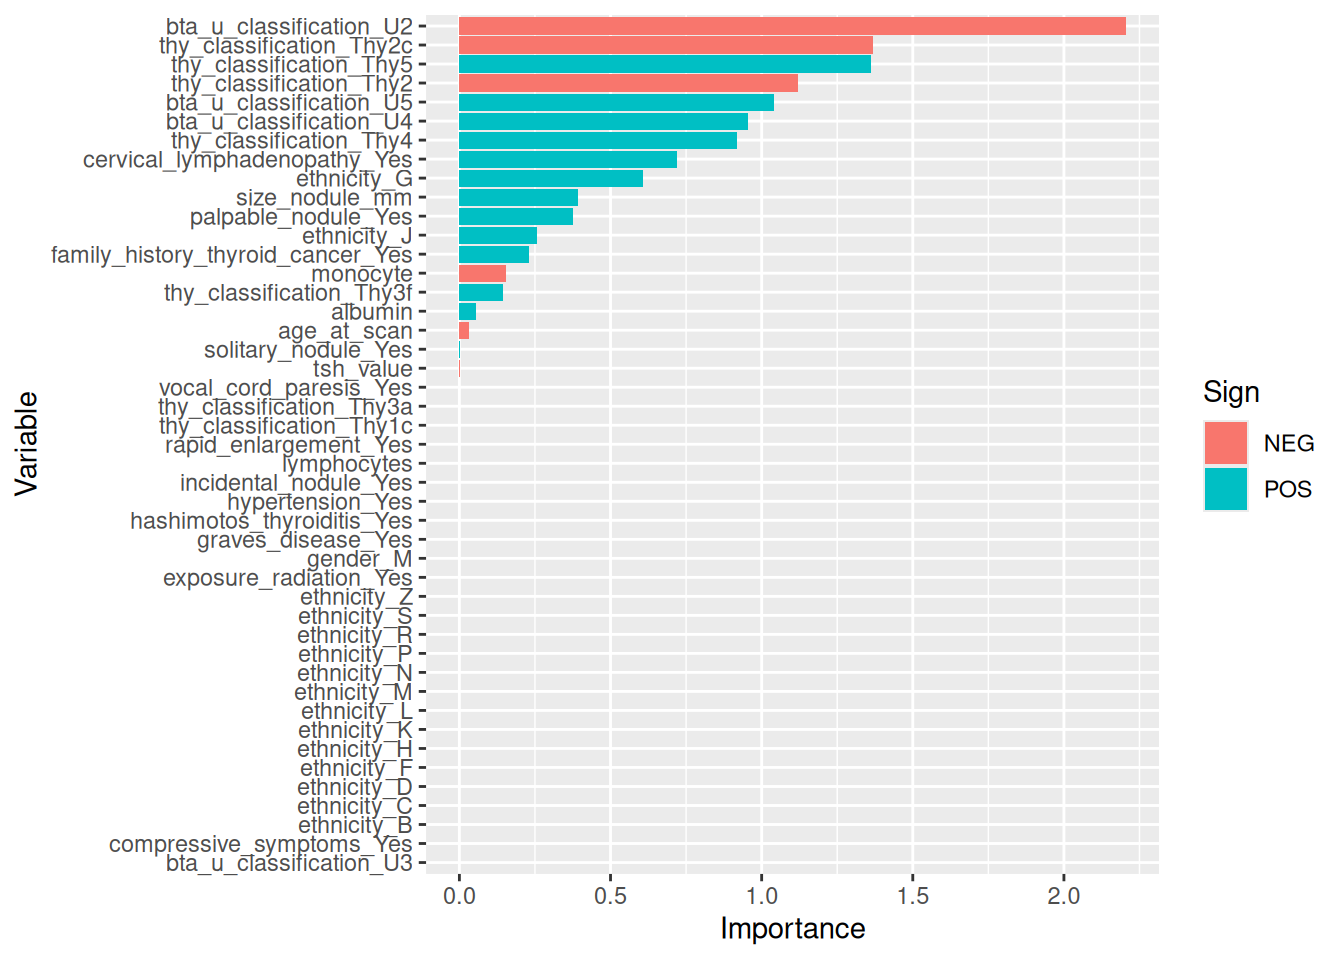 bta_u_classification_U2
thy_classification_Thy2c
thy_classification_Thy5
thy_classification_Thy2
bta_u_classification_U5
bta_u_classification_U4
thy_classification_Thy4
cervical_lymphadenopathy_Yes
ethnicity_G
size_nodule_mm
palpable_nodule_Yes
ethnicity_J
family_history_thyroid_cancer_Yes
monocyte
thy_classification_Thy3f
albumin
age_at_scan
solitary_nodule_Yes
tsh_value
vocal_cord_paresis_Yes
thy_classification_Thy3a
thy_classification_Thy1c
rapid_enlargement_Yes
lymphocytes
incidental_nodule_Yes
hypertension_Yes
hashimotos_thyroiditis_Yes
graves_disease_Yes
gender_M
exposure_radiation_Yes
ethnicity_Z
ethnicity_S
ethnicity_R
ethnicity_P
ethnicity_N
ethnicity_M
ethnicity_L
ethnicity_K
ethnicity_H
ethnicity_F
ethnicity_D
ethnicity_C
ethnicity_B
compressive_symptoms_Yes
bta_u_classification_U3
Variable
0.0 0.5 1.0 1.5 2.0
Importance
Sign
NEG
POS